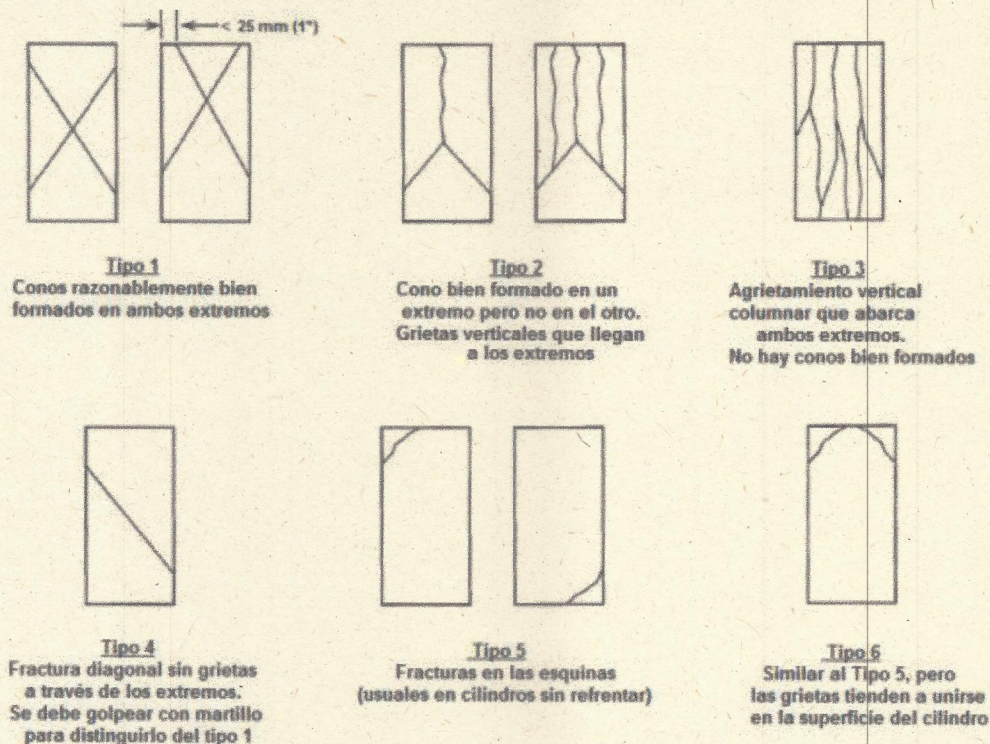 < 25 mm (1")
Tipo 1
Conos razonablemente bien
formados en ambos extremos
Tipo 2
Cono bien formado en un
extremo pero no en el otro.
Grietas verticales que llegan
a los extremos
Tipo 3
Agrietamiento vertical
columnar que abarca
ambos extremos.
No hay conos bien formados
Tipo 4
Fractura diagonal sin grietas
a través de los extremos.
Se debe golpear con martillo
para distinguirlo del tipo 1
Tipo 5
Fracturas en las esquinas
(usuales en cilindros sin refrentar)
Tipo 6
Similar al Tipo 5, pero
las grietas tienden a unirse
en la superficie del cilindro